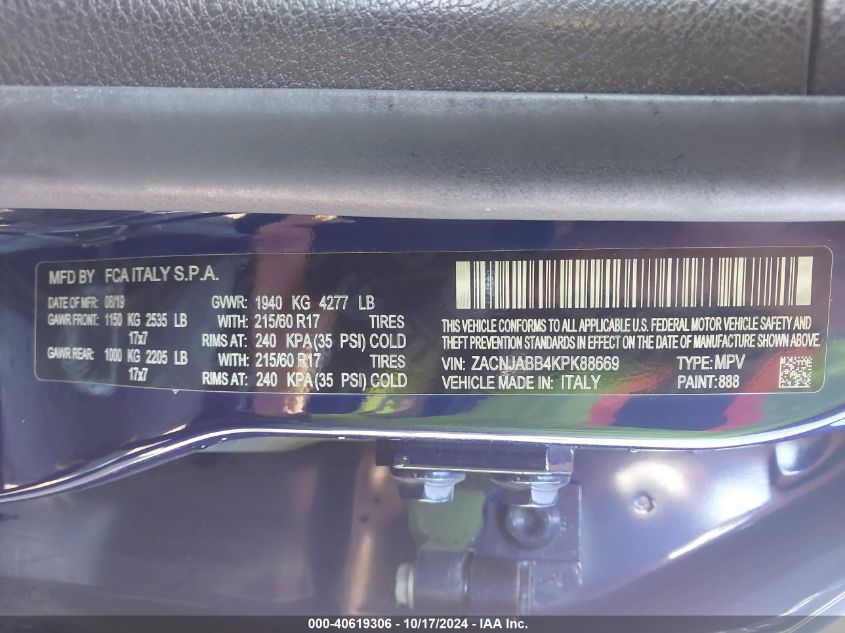 MFD BY FCA ITALY S.P.A.
DATE OF MFR: 08/19 GVWR: 1940 KG 4277 LB
GAWR FRONT: 1150 KG 2535 LB WITH: 215/60 R17 TIRES
17x7 RIMS AT: 240 KPA(35 PSI) COLD
GAWR REAR: 1000 KG 2205 LB WITH: 215/60 R17 TIRES
17x7 RIMS AT: 240 KPA(35 PSI) COLD
THIS VEHICLE CONFORMS TO ALL APPLICABLE U.S. FEDERAL MOTOR VEHICLE SAFETY AND
THEFT PREVENTION STANDARDS IN EFFECT ON THE DATE OF MANUFACTURE SHOWN ABOVE
VIN: ZACNJABB4KPK88669 TYPE: MPV
VEHICLE MADE IN: ITALY PAINT: 888
000-40619306 - 10/17/2024 - IAA Inc.